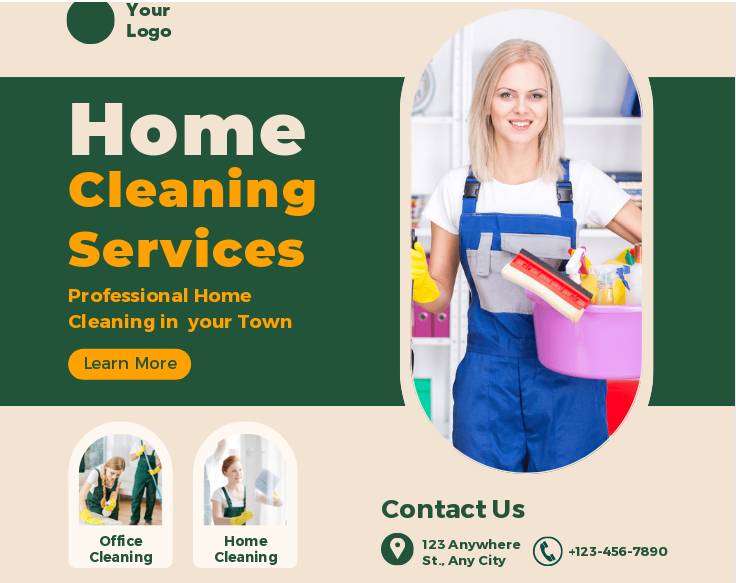 Your
Logo
Home
Cleaning
Services
Professional Home
Cleaning in your Town
Learn More
Office
Cleaning
Home
Cleaning
Contact Us
123 Anywhere
St., Any City
+123-456-7890